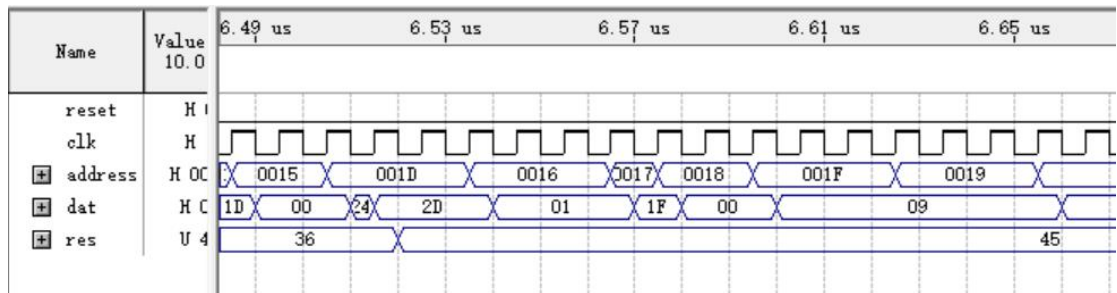 Name
Value
10.0
6.49 us 6.53 us 6.57 us 6.61 us 6.65 us
reset H
clk H
address H 00 0015 001D 0016 0017 0018 001F 0019
dat 1D 00 24 2D 01 1F 00 09
res U 4 36 45